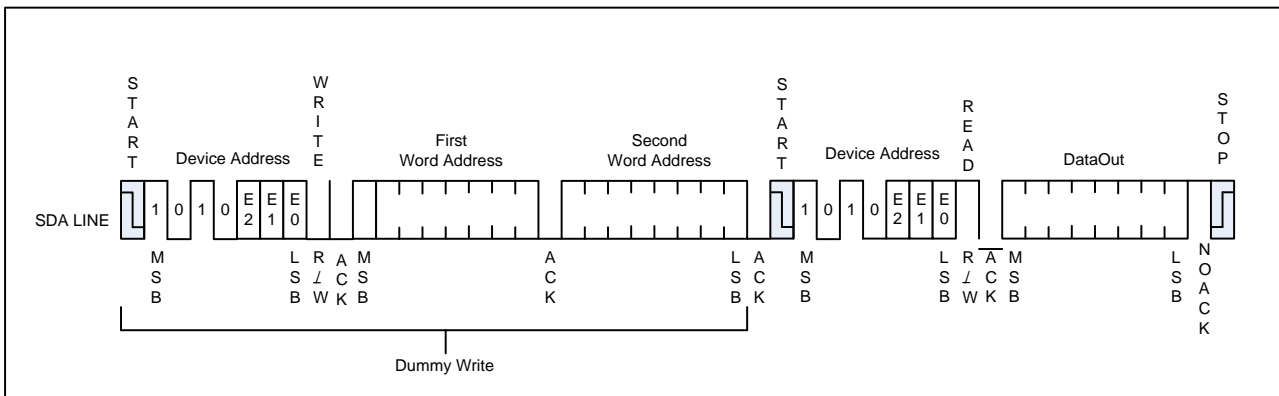 START
WRITE
START
READ
STOP
Device Address
First
Word Address
Second
Word Address
Device Address
DataOut
SDA LINE
1 0 1 0 E2 E1 E0
1 0 1 0 E2 E1 E0
MSB
LSB
R/W
ACK
MSB
ACK
LSB
ACK
MSB
LSB
R/W
ACK
MSB
LSB
NOACK
Dummy Write